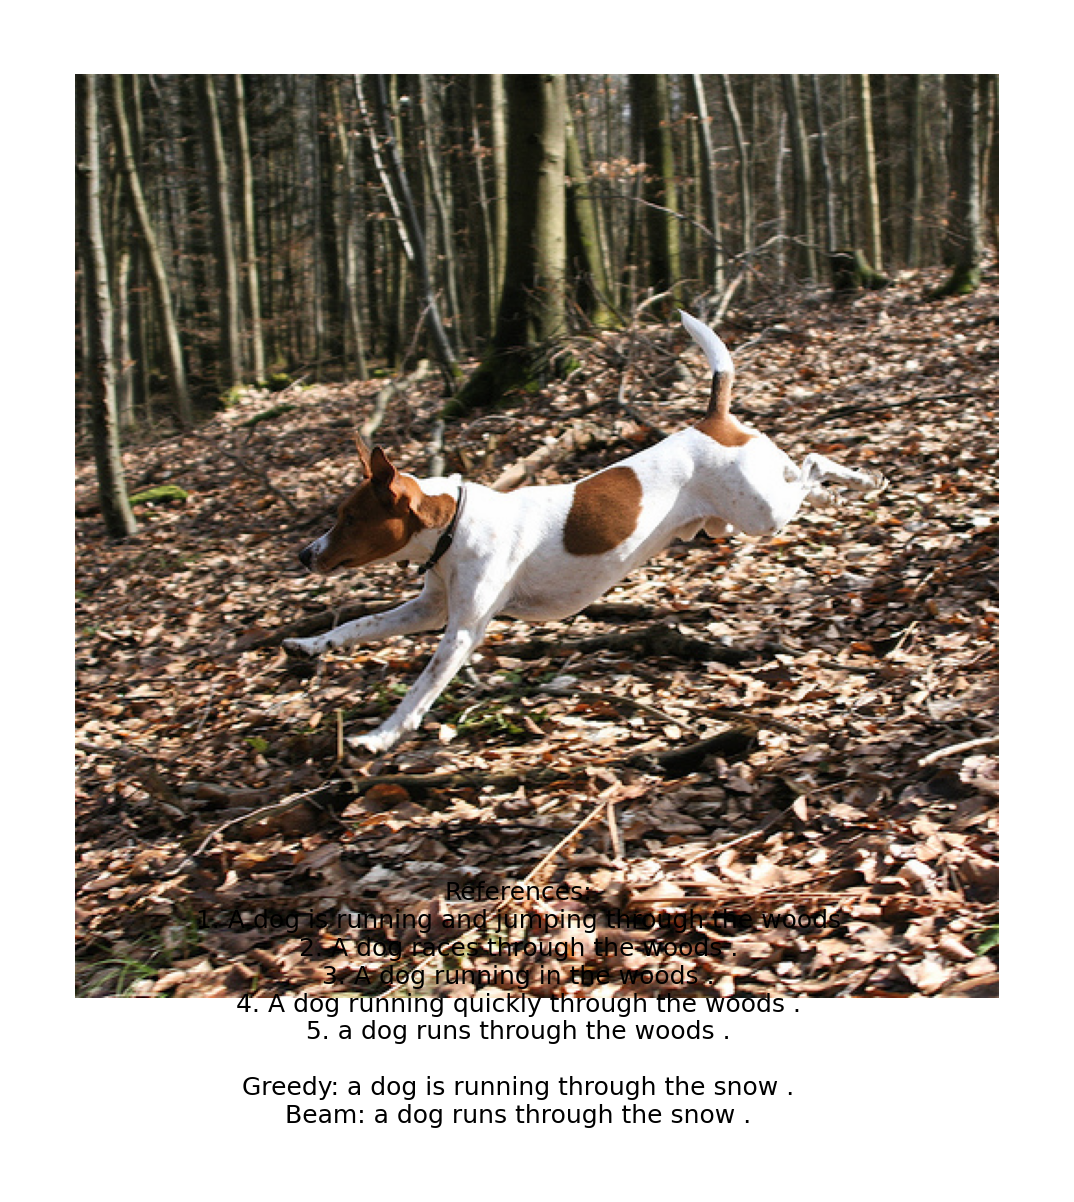 References:
1. A dog is running and jumping through the woods .
2. A dog races through the woods .
3. A dog running in the woods .
4. A dog running quickly through the woods .
5. a dog runs through the woods .
Greedy: a dog is running through the snow .
Beam: a dog runs through the snow .